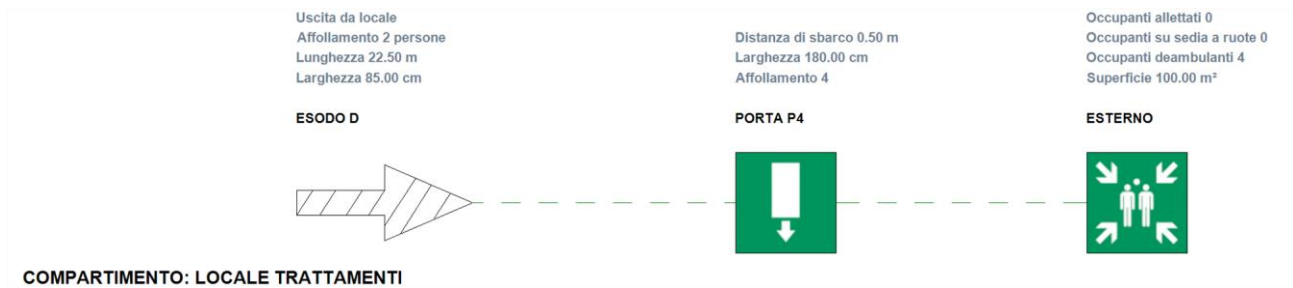 Uscita da locale
Affollamento 2 persone
Lunghezza 22.50 m
Larghezza 85.00 cm
ESODO D
Distanza di sbarco 0.50 m
Larghezza 180.00 cm
Affollamento 4
PORTA P4
Occupanti allettati 0
Occupanti su sedia a ruote 0
Occupanti deambulanti 4
Superficie 100.00 m²
ESTERNO
COMPARTIMENTO: LOCALE TRATTAMENTI